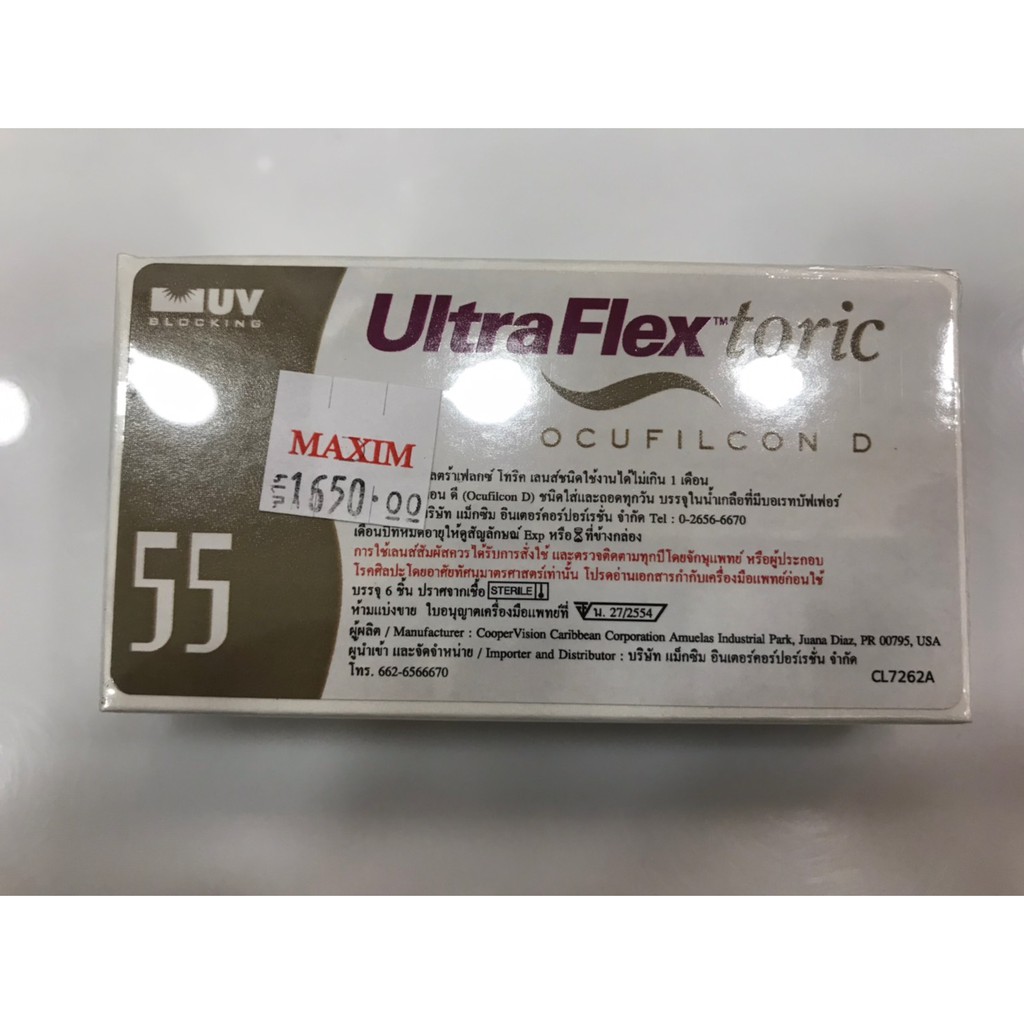 UV
BLOCKING
UltraFlex™ toric
OCUFILCON D
MAXIM
1650.00
55
ลตร้าเฟลกซ์ โทริค เลนส์ชนิดใช้งานได้ไม่เกิน 1 เดือน
อน ดี (Ocufilcon D) ชนิดใส่และถอดทุกวัน บรรจุในน้ำเกลือที่มีบอเรทบัฟเฟอร์
ริษัท แม็กซิม อินเตอร์คอร์ปอร์เรชั่น จำกัด Tel : 0-2656-6670
เดือนปีที่หมดอายุให้ดูสัญลักษณ์ Exp หรือ ที่ข้างกล่อง
การใช้เลนส์สัมผัสควรได้รับการสั่งใช้ และตรวจติดตามทุกปีโดยจักษุแพทย์ หรือผู้ประกอบ
โรคศิลปะโดยอาศัยทัศนมาตรศาสตร์เท่านั้น โปรดอ่านเอกสารกำกับเครื่องมือแพทย์ก่อนใช้
บรรจุ 6 ชิ้น ปราศจากเชื้อ STERILE
ห้ามแบ่งขาย ใบอนุญาตเครื่องมือแพทย์ที่ น. 27/2554
ผู้ผลิต / Manufacturer : CooperVision Caribbean Corporation Amuelas Industrial Park, Juana Diaz, PR 00795, USA
ผู้นำเข้า และจัดจำหน่าย / Importer and Distributor : บริษัท แม็กซิม อินเตอร์คอร์ปอร์เรชั่น จำกัด
โทร. 662-6566670
CL7262A